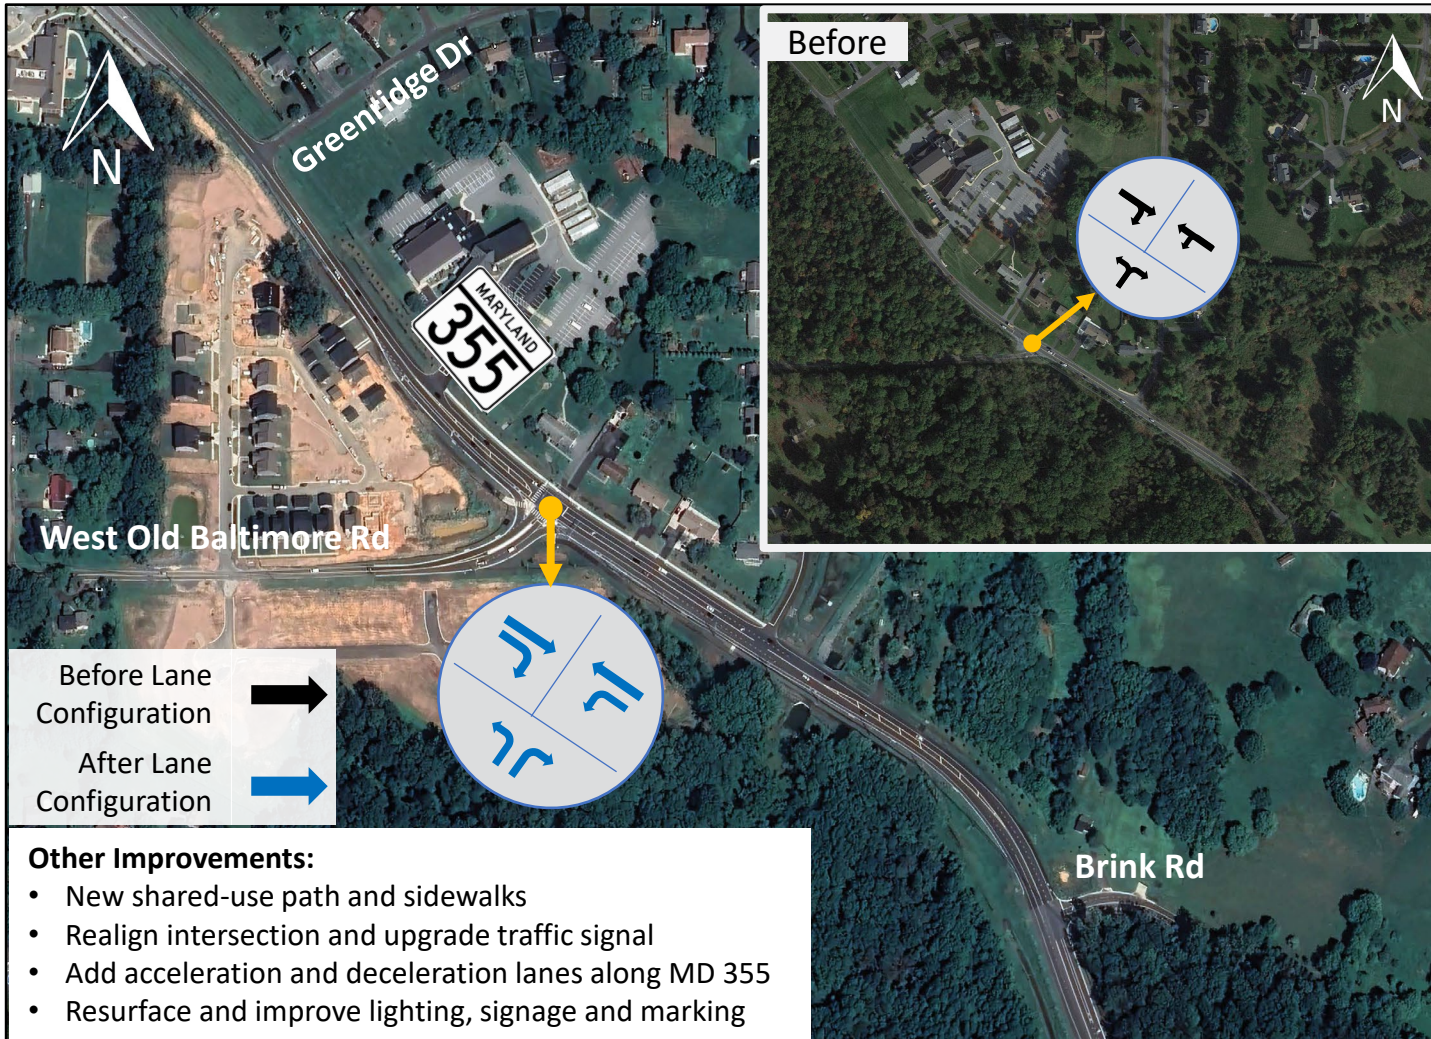 Before
N
N
Greenridge Dr
MARYLAND
355
West Old Baltimore Rd
Before Lane
Configuration
After Lane
Configuration
Brink Rd
Other Improvements:
• New shared-use path and sidewalks
• Realign intersection and upgrade traffic signal
• Add acceleration and deceleration lanes along MD 355
• Resurface and improve lighting, signage and marking